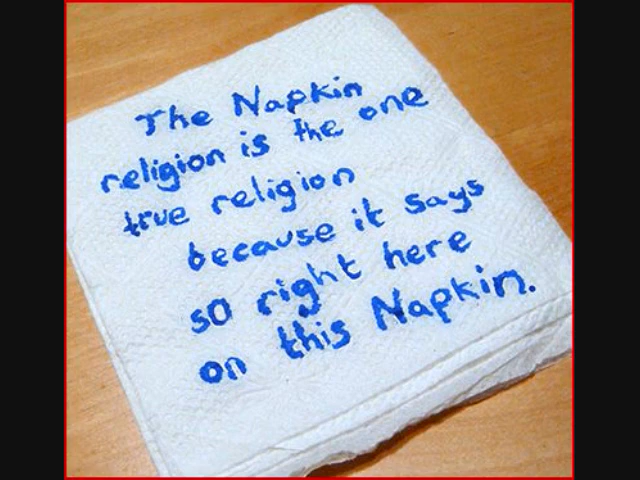 The Napkin
religion is the one
true religion
because it says
so right here
on this Napkin.